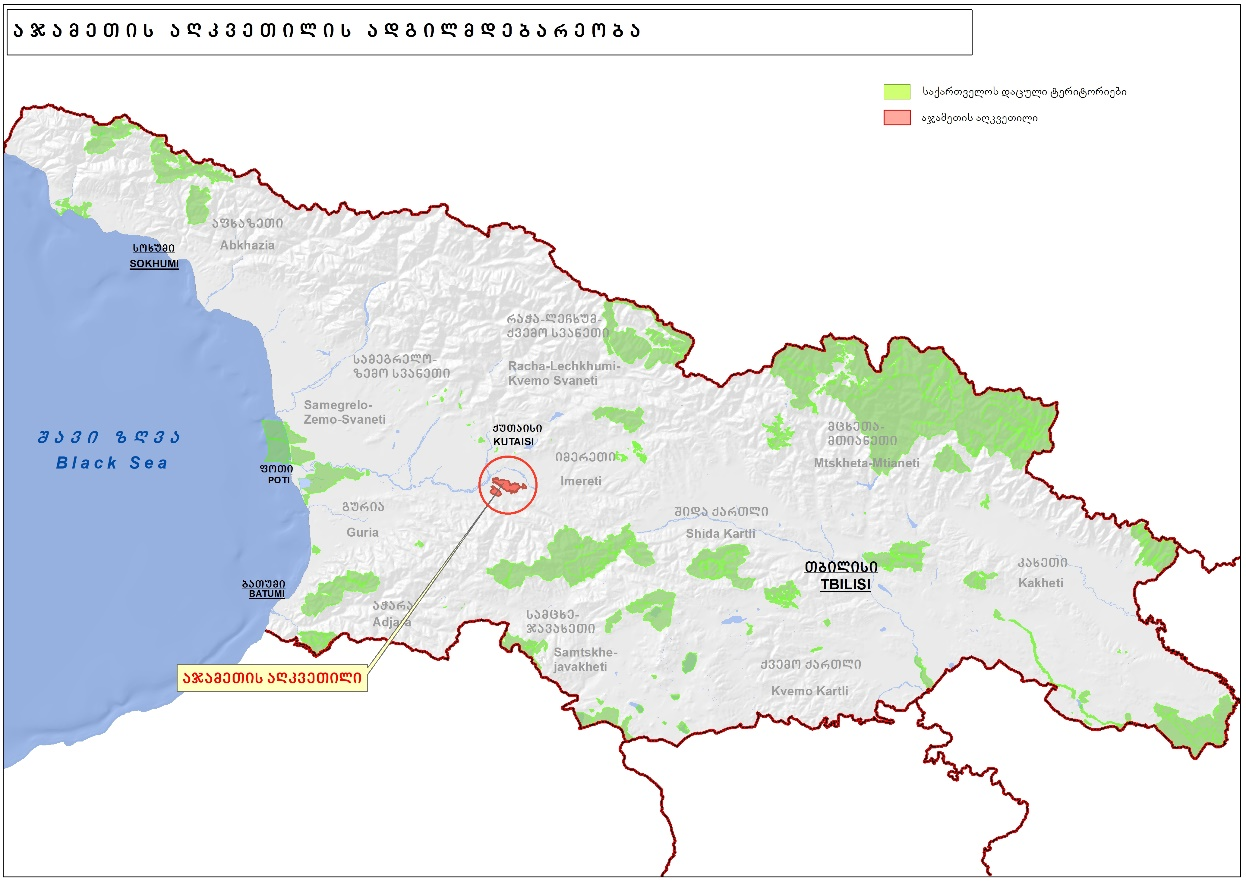 აჯამეთის აღკვეთილის ადგილმდებარეობა
საქართველოს დაცული ტერიტორიები
აჯამეთის აღკვეთილი
აფხაზეთი
Abkhazia
სოხუმი
SOKHUMI
რაჭა-ლეჩხუმ-
ქვემო სვანეთი
Racha-Lechkhumi-
Kvemo Svaneti
სამეგრელო-
ზემო სვანეთი
Samegrelo-
Zemo-Svaneti
შავი ზღვა
Black Sea
ქუთაისი
KUTAISI
მცხეთა-
მთიანეთი
Mtskheta-Mtianeti
იმერეთი
Imereti
ფოთი
POTI
გურია
Guria
შიდა ქართლი
Shida Kartli
თბილისი
TBILISI
კახეთი
Kakheti
ბათუმი
BATUMI
აჭარა
Adjara
სამცხე-
ჯავახეთი
Samtskhe-
javakheti
ქვემო ქართლი
Kvemo Kartli
აჯამეთის აღკვეთილი